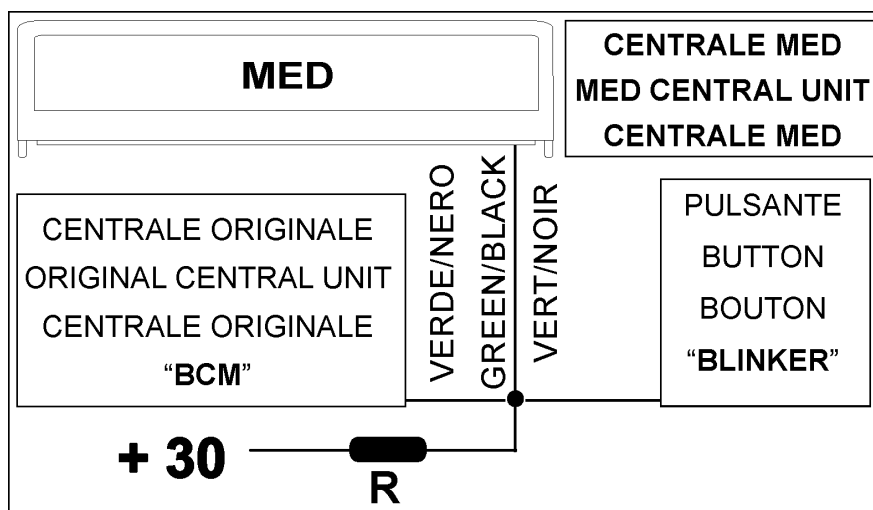 MED
CENTRALE MED
MED CENTRAL UNIT
CENTRALE MED
CENTRALE ORIGINALE
ORIGINAL CENTRAL UNIT
CENTRALE ORIGINALE
“BCM”
VERDE/NERO
GREEN/BLACK
VERT/NOIR
PULSANTE
BUTTON
BOUTON
“BLINKER”
+ 30
R